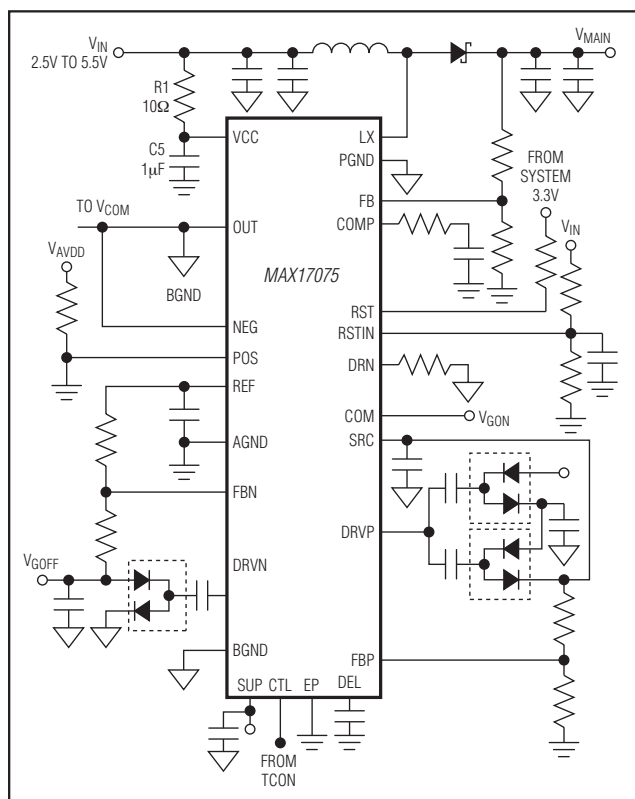 VIN
2.5V TO 5.5V
VMAIN
R1
10Ω
C5
1μF
VCC
LX
PGND
FROM
SYSTEM
3.3V
VIN
FB
COMP
TO VCOM
OUT
VAVDD
BGND
MAX17075
NEG
POS
REF
RST
RSTIN
DRN
COM
VGON
SRC
AGND
FBN
DRVP
VGOFF
DRVN
BGND
FBP
SUP
CTL
EP
DEL
FROM
TCON